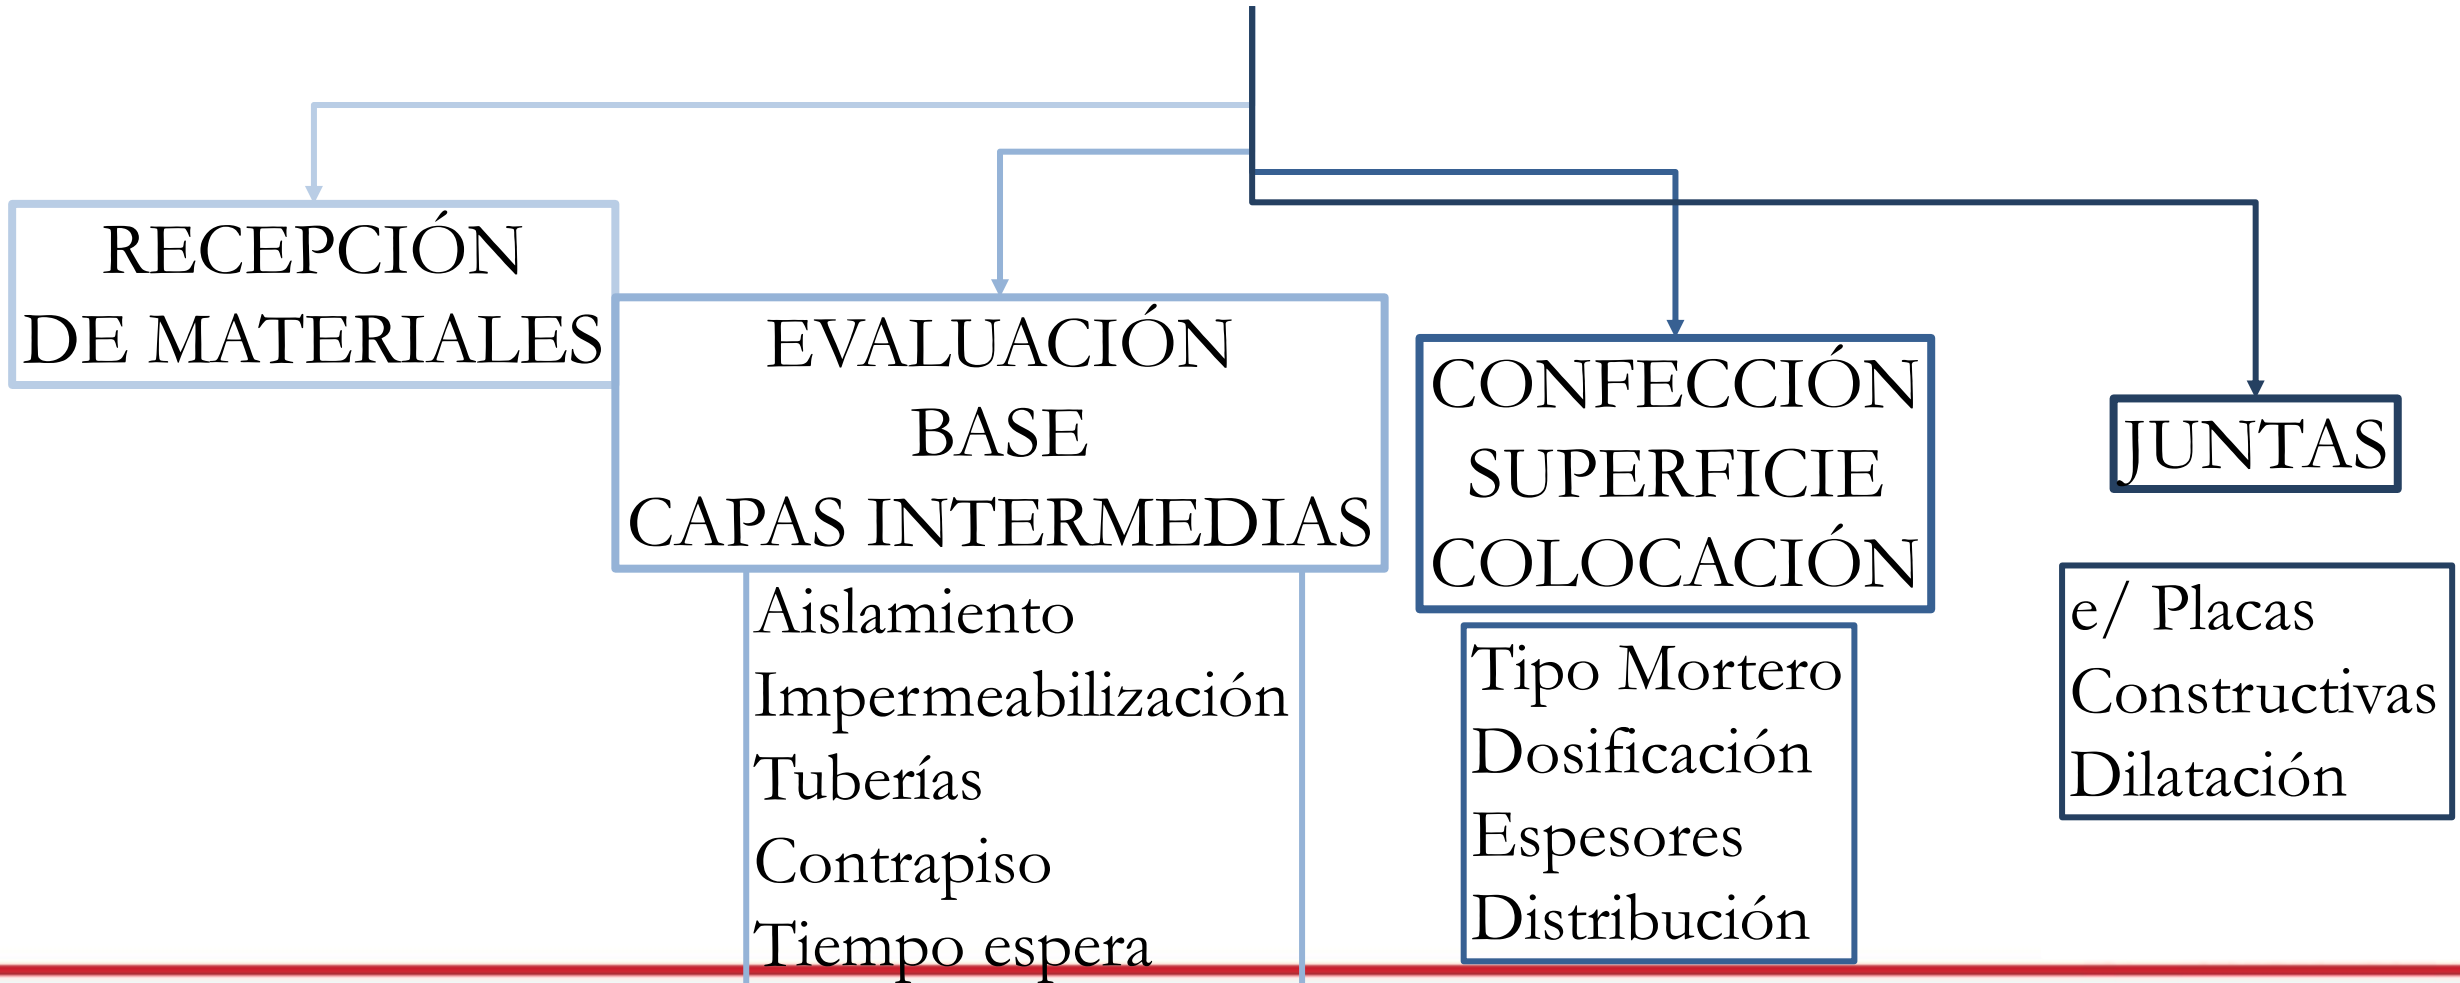 RECEPCIÓN
DE MATERIALES
EVALUACIÓN
BASE
CAPAS INTERMEDIAS
Aislamiento
Impermeabilización
Tuberías
Contrapiso
Tiempo espera
CONFECCIÓN
SUPERFICIE
COLOCACIÓN
Tipo Mortero
Dosificación
Espesores
Distribución
JUNTAS
e/ Placas
Constructivas
Dilatación